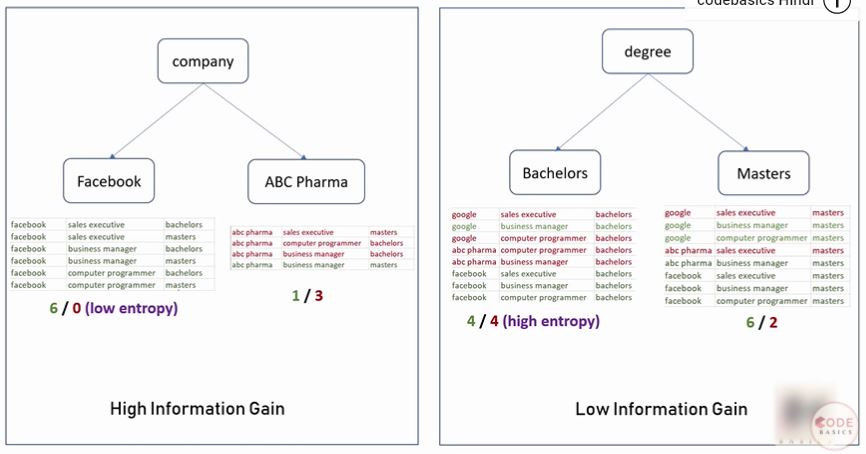 codebasics Hindi
company
Facebook
ABC Pharma
facebook sales executive bachelors
facebook sales executive masters
facebook business manager bachelors
facebook business manager masters
facebook computer programmer bachelors
facebook computer programmer masters
6 / 0 (low entropy)
abc pharma sales executive masters
abc pharma computer programmer bachelors
abc pharma business manager bachelors
abc pharma business manager masters
1 / 3
High Information Gain
degree
Bachelors
Masters
google sales executive bachelors
google business manager bachelors
google computer programmer bachelors
abc pharma computer programmer bachelors
abc pharma business manager bachelors
facebook sales executive bachelors
facebook business manager bachelors
facebook computer programmer bachelors
4 / 4 (high entropy)
google sales executive masters
google business manager masters
google computer programmer masters
abc pharma sales executive masters
abc pharma business manager masters
facebook sales executive masters
facebook business manager masters
facebook computer programmer masters
6 / 2
Low Information Gain
CODE
BASICS